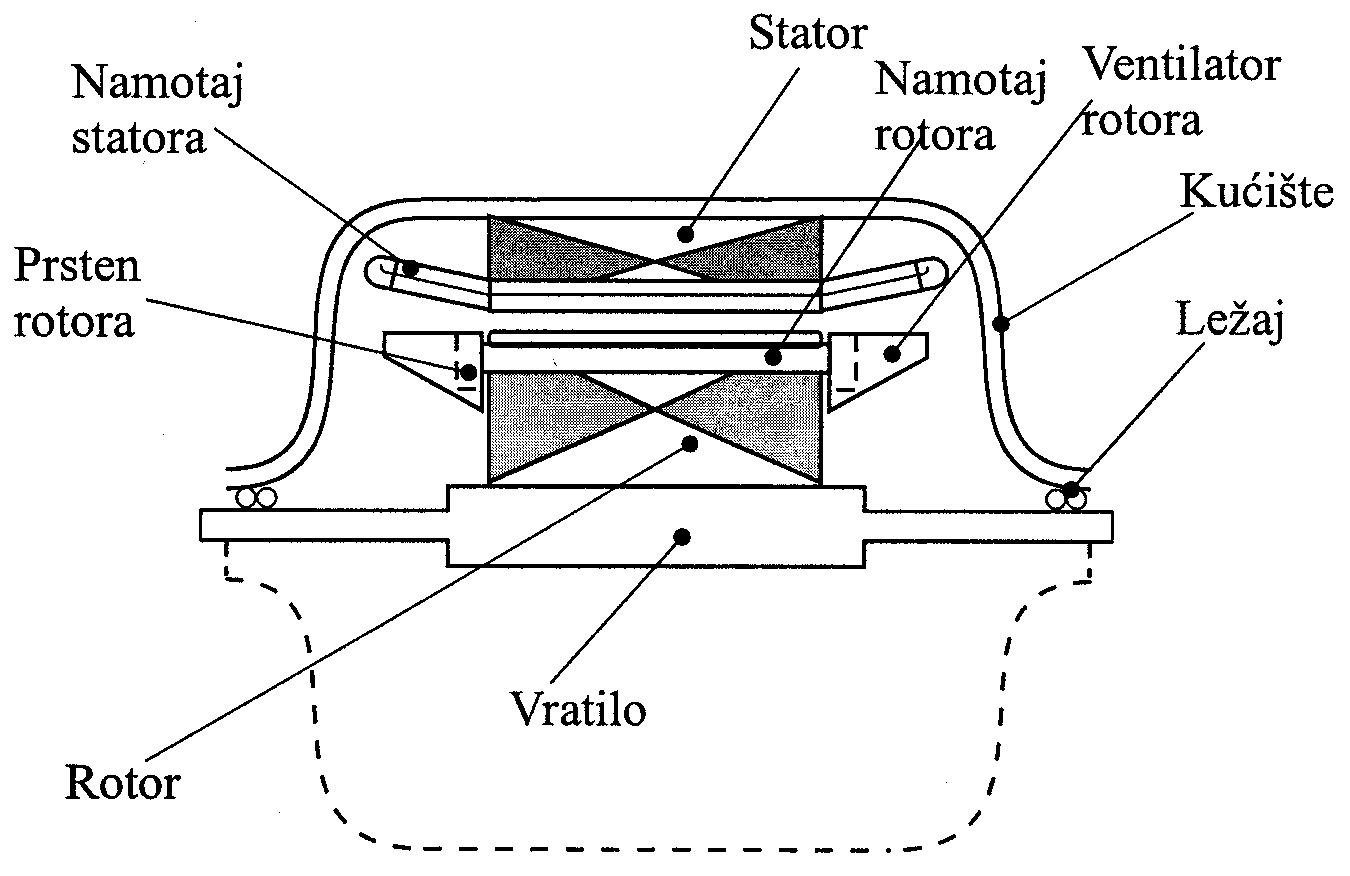 Stator
Namotaj
statora
Namotaj
rotora
Ventilator
rotora
Kućište
Prsten
rotora
Ležaj
Vratilo
Rotor